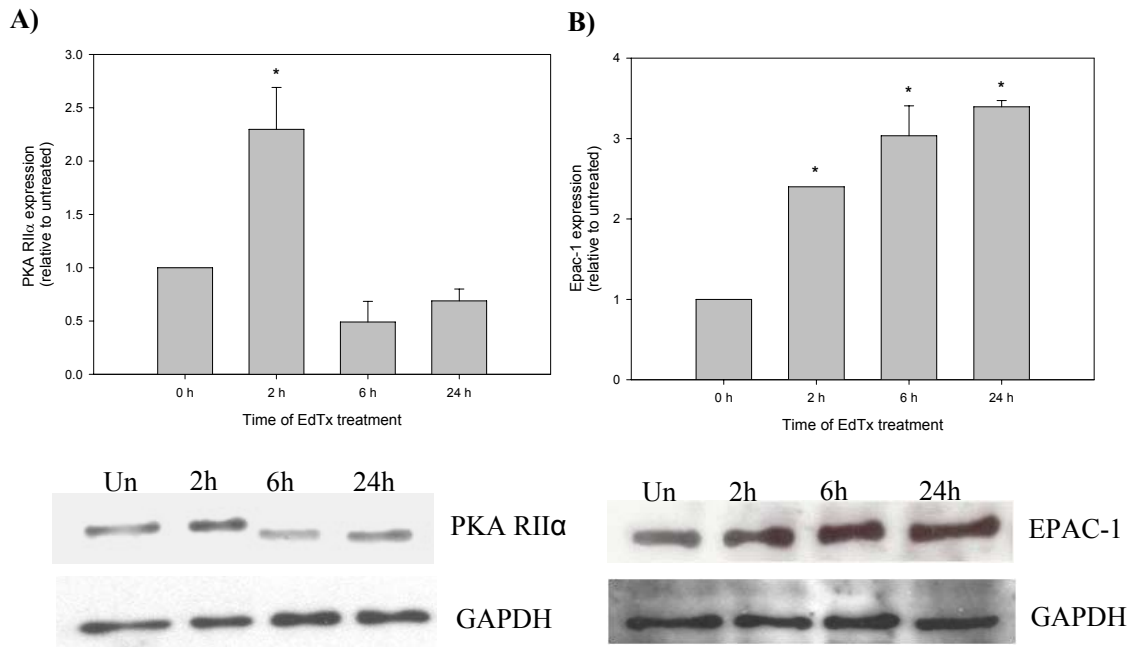 A)
3.0
2.5
2.0
1.5
1.0
0.5
0.0
PKA RIIα expression
(relative to untreated)
*
0 h
2 h
6 h
24 h
Time of EdTx treatment
Un
2h
6h
24h
PKA RIIα
GAPDH
B)
4
3
2
1
0
Epac-1 expression
(relative to untreated)
*
*
*
0 h
2 h
6 h
24 h
Time of EdTx treatment
Un
2h
6h
24h
EPAC-1
GAPDH